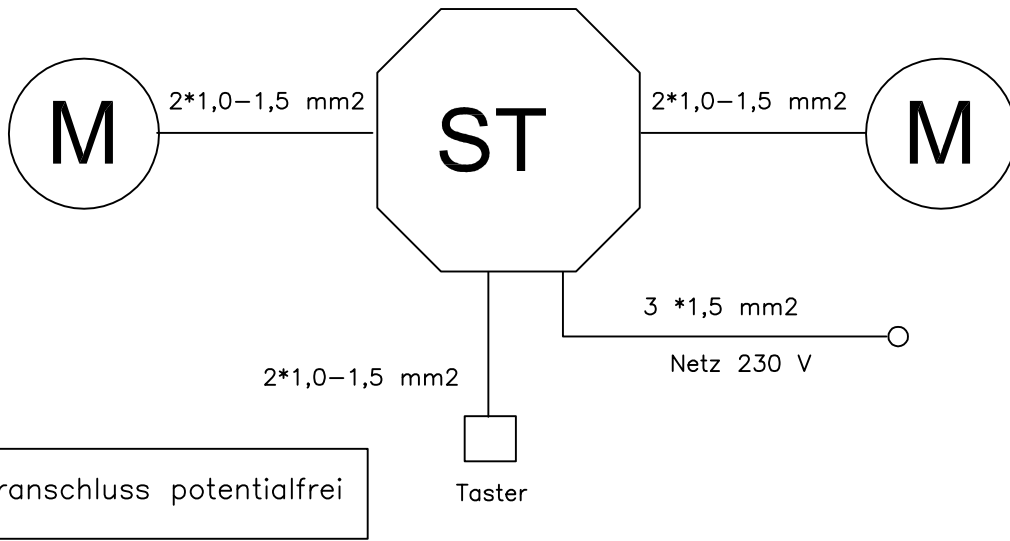 M
2*1,0-1,5 mm2
ST
2*1,0-1,5 mm2
M
3 *1,5 mm2
Netz 230 V
2*1,0-1,5 mm2
Taster
ranschluss potentialfrei